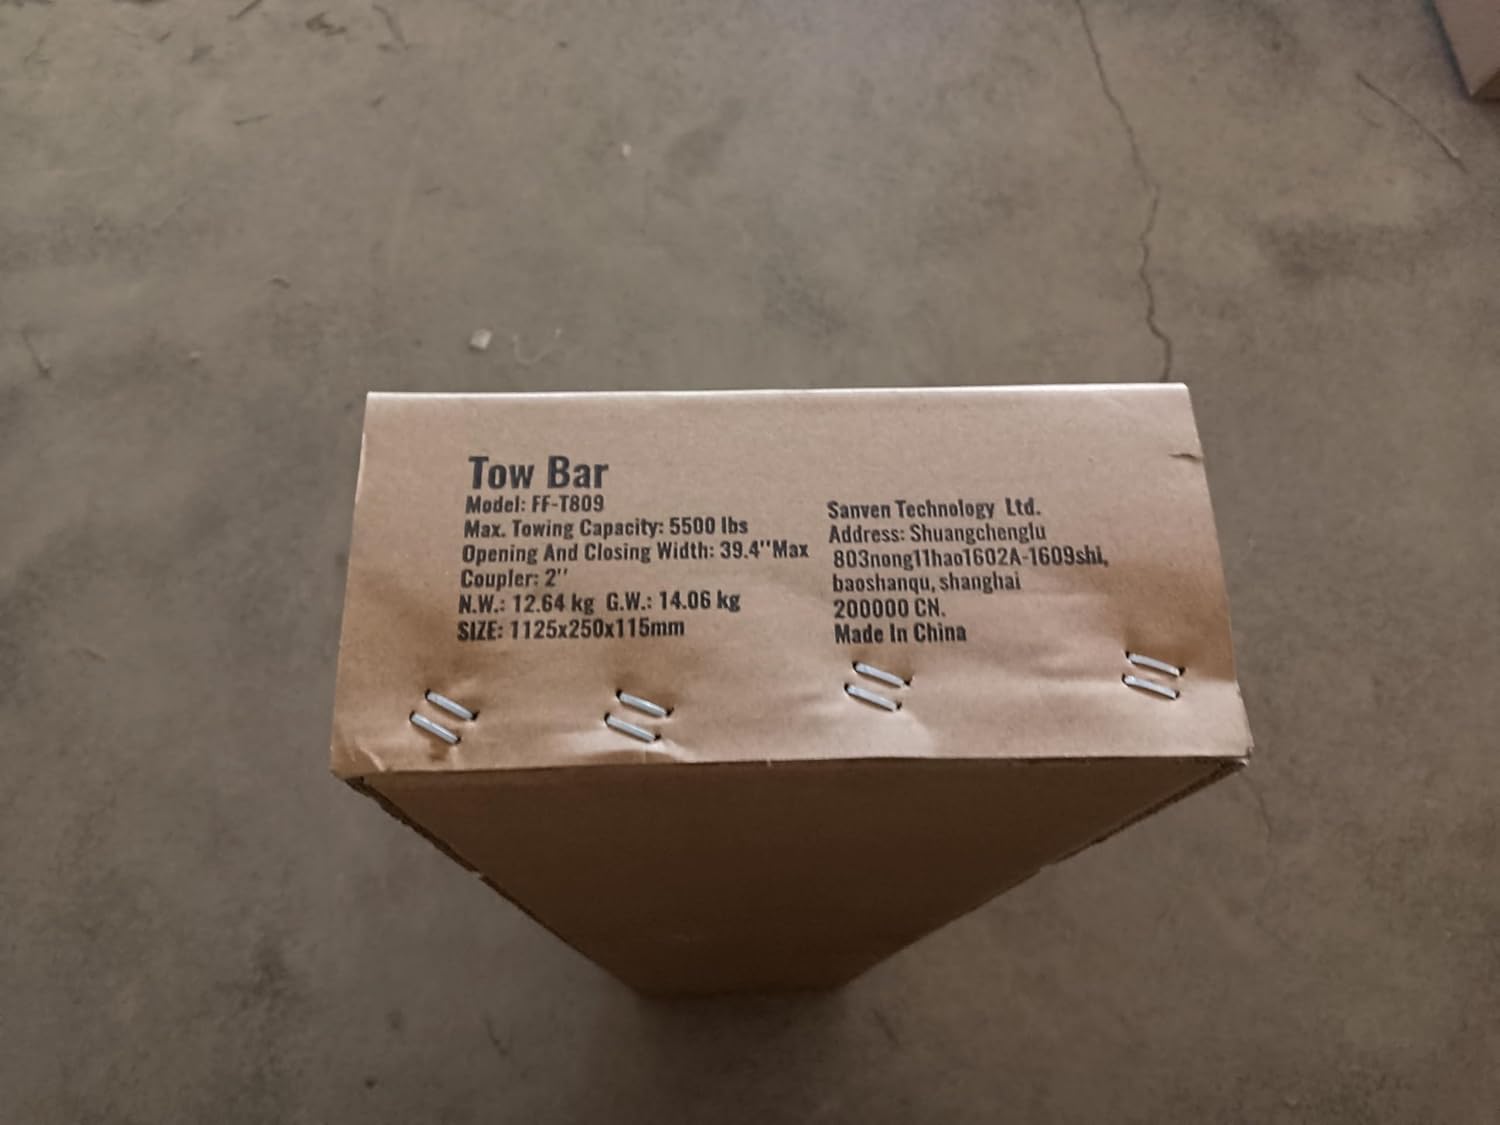 Tow Bar
Model: FF-T809
Max. Towing Capacity: 5500 lbs
Opening And Closing Width: 39.4''Max
Coupler: 2''
N.W.: 12.64 kg G.W.: 14.06 kg
SIZE: 1125x250x115mm
Sanven Technology Ltd.
Address: Shuangchenglu
803nong11hao1602A-1609shi,
baoshanqu, shanghai
200000 CN.
Made In China